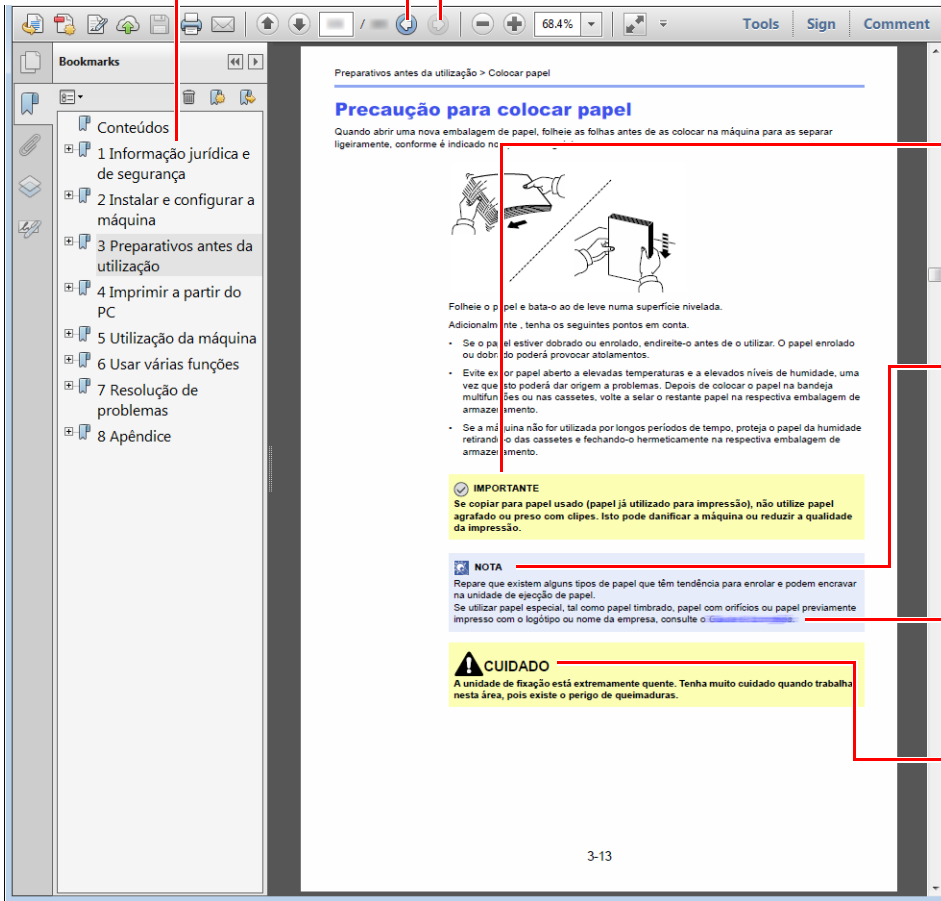 /
68.4%
Tools
Sign
Comment
Bookmarks
Conteúdos
1 Informação jurídica e
de segurança
2 Instalar e configurar a
máquina
3 Preparativos antes da
utilização
4 Imprimir a partir do
PC
5 Utilização da máquina
6 Usar várias funções
7 Resolução de
problemas
8 Apêndice
Preparativos antes da utilização > Colocar papel
Precaução para colocar papel
Quando abrir uma nova embalagem de papel, folheie as folhas antes de as colocar na máquina para as separar
ligeiramente, conforme é indicado
Folheie o papel e bata-o ao de leve numa superfície nivelada.
Adicionalmente , tenha os seguintes pontos em conta.
• Se o papel estiver dobrado ou enrolado, endireite-o antes de o utilizar. O papel enrolado
ou dobrado poderá provocar atolamentos.
• Evite expor papel aberto a elevadas temperaturas e a elevados níveis de humidade, uma
vez que isto poderá dar origem a problemas. Depois de colocar o papel na bandeja
multifunções ou nas cassetes, volte a selar o restante papel na respectiva embalagem de
armazenamento.
• Se a máquina não for utilizada por longos períodos de tempo, proteja o papel da humidade
retirando-o das cassetes e fechando-o hermeticamente na respectiva embalagem de
armazenamento.
IMPORTANTE
Se copiar para papel usado (papel já utilizado para impressão), não utilize papel
agrafado ou preso com clipes. Isto pode danificar a máquina ou reduzir a qualidade
da impressão.
NOTA
Repare que existem alguns tipos de papel que têm tendência para enrolar e podem encravar
na unidade de ejecção de papel.
Se utilizar papel especial, tal como papel timbrado, papel com orifícios ou papel previamente
impresso com o logótipo ou nome da empresa, consulte o
CUIDADO
A unidade de fixação está extremamente quente. Tenha muito cuidado quando trabalha
nesta área, pois existe o perigo de queimaduras.
3-13